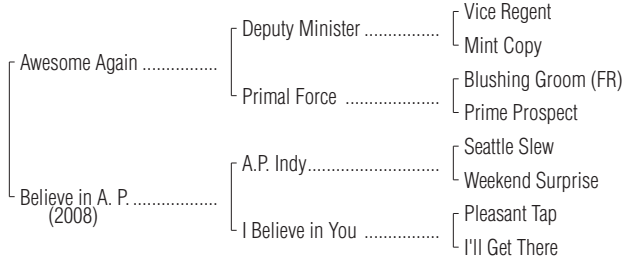 Vice Regent
Deputy Minister ................
Mint Copy
Awesome Again ................
Blushing Groom (FR)
Primal Force ....................
Prime Prospect
Seattle Slew
A.P. Indy............................
Weekend Surprise
Believe in A. P. ..................
(2008)
Pleasant Tap
I Believe in You ................
I'll Get There